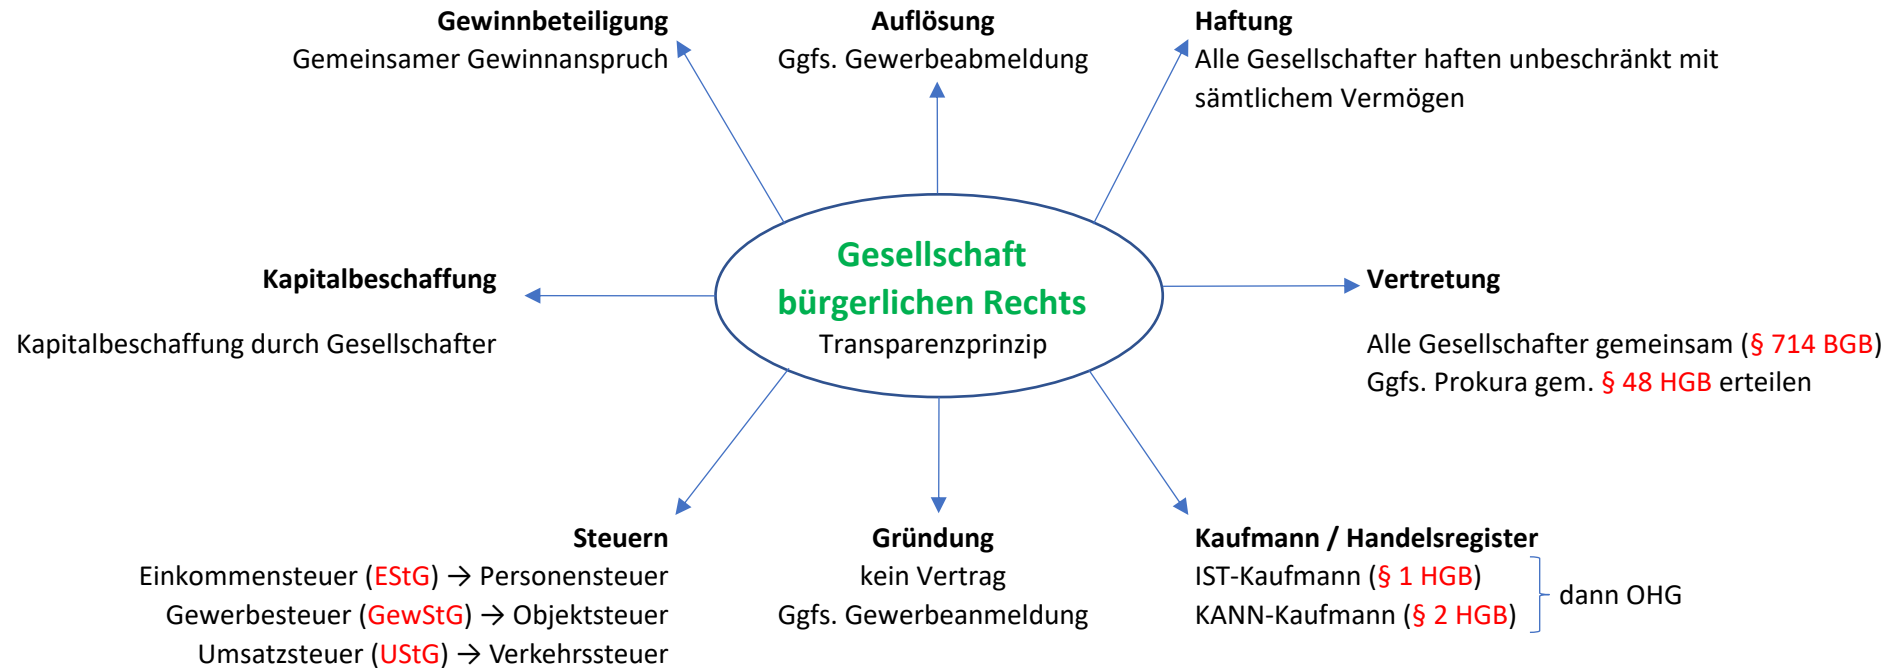 Gewinnbeteiligung
Gemeinsamer Gewinnanspruch
Auflösung
Ggfs. Gewerbeabmeldung
Haftung
Alle Gesellschafter haften unbeschränkt mit
sämtlichem Vermögen
Kapitalbeschaffung
Kapitalbeschaffung durch Gesellschafter
Gesellschaft
bürgerlichen Rechts
Transparenzprinzip
Vertretung
Alle Gesellschafter gemeinsam (§ 714 BGB)
Ggfs. Prokura gem. § 48 HGB erteilen
Steuern
Einkommensteuer (EStG) → Personensteuer
Gewerbesteuer (GewStG) → Objektsteuer
Umsatzsteuer (UStG) → Verkehrssteuer
Gründung
kein Vertrag
Ggfs. Gewerbeanmeldung
Kaufmann / Handelsregister
IST-Kaufmann (§ 1 HGB)
KANN-Kaufmann (§ 2 HGB)
dann OHG